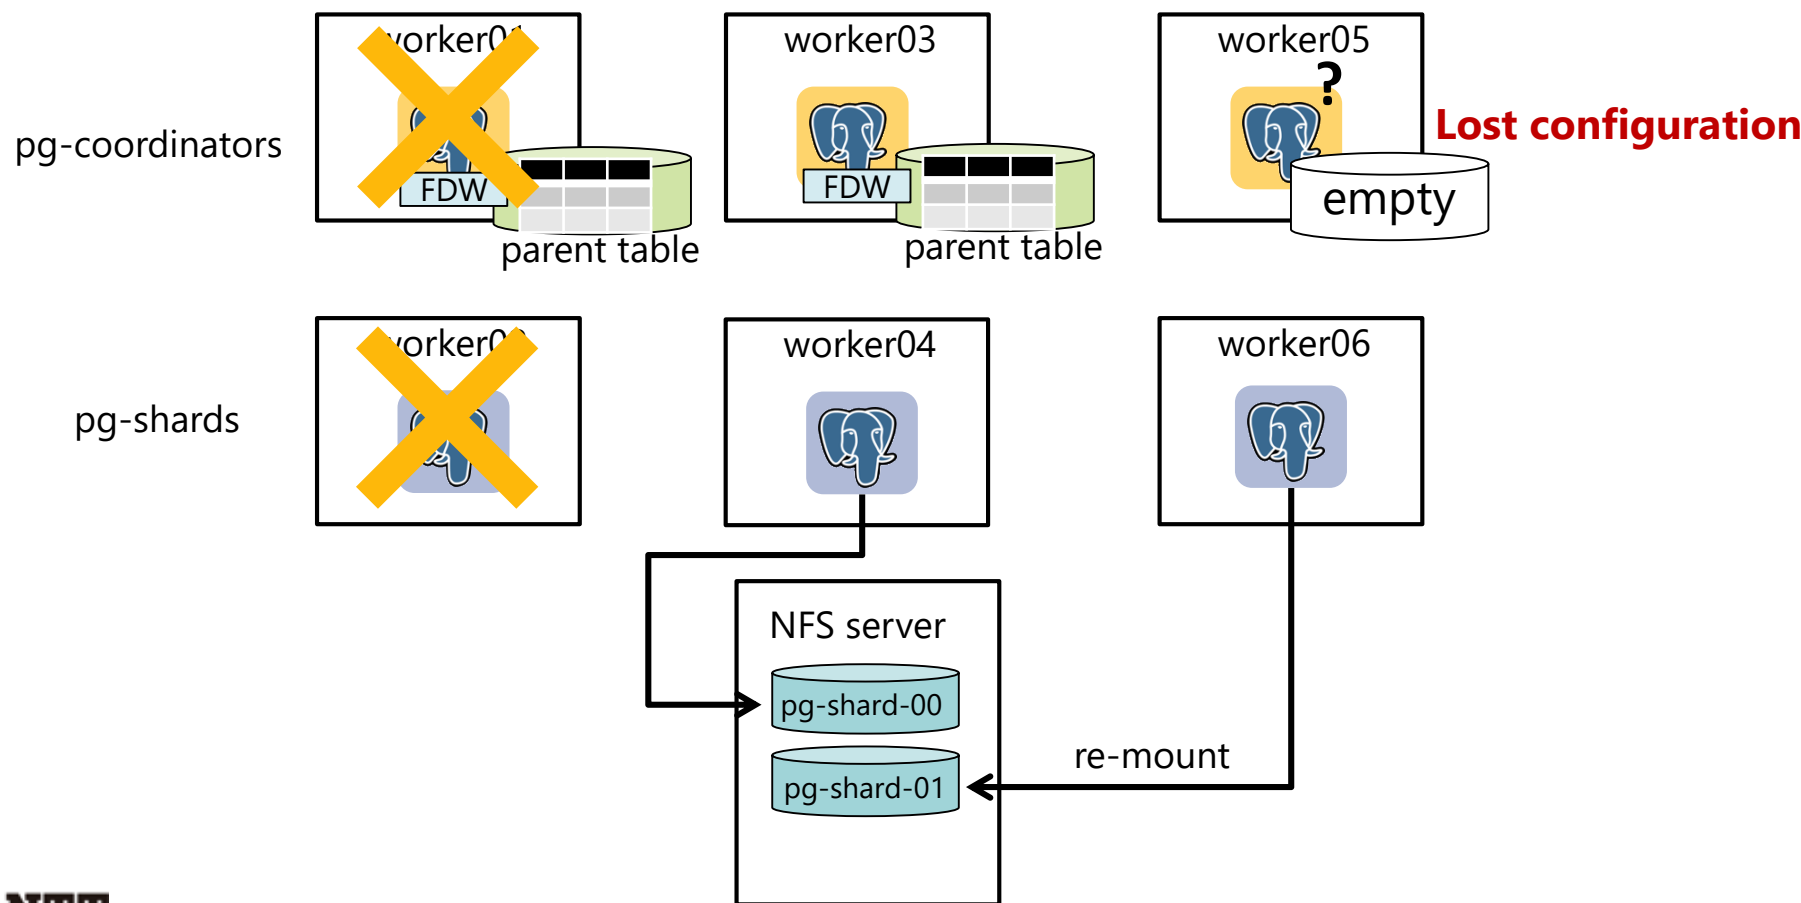 worker03
worker05
?
pg-coordinators
Lost configuration
FDW
FDW
empty
parent table
parent table
worker04
worker06
pg-shards
NFS server
pg-shard-00
pg-shard-01
re-mount